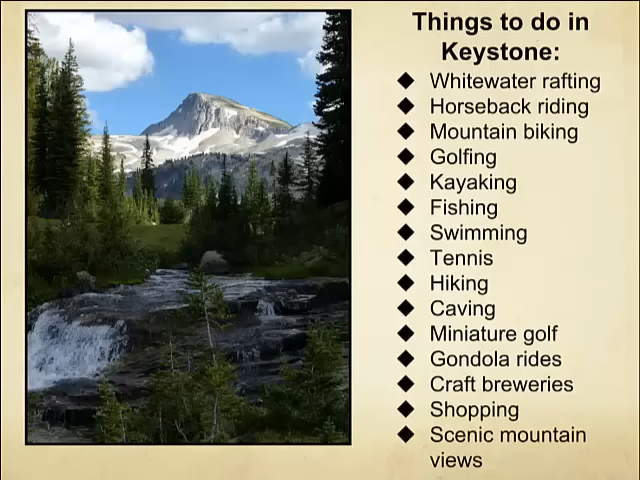 Things to do in
Keystone:
◆ Whitewater rafting
◆ Horseback riding
◆ Mountain biking
◆ Golfing
◆ Kayaking
◆ Fishing
◆ Swimming
◆ Tennis
◆ Hiking
◆ Caving
◆ Miniature golf
◆ Gondola rides
◆ Craft breweries
◆ Shopping
◆ Scenic mountain
views